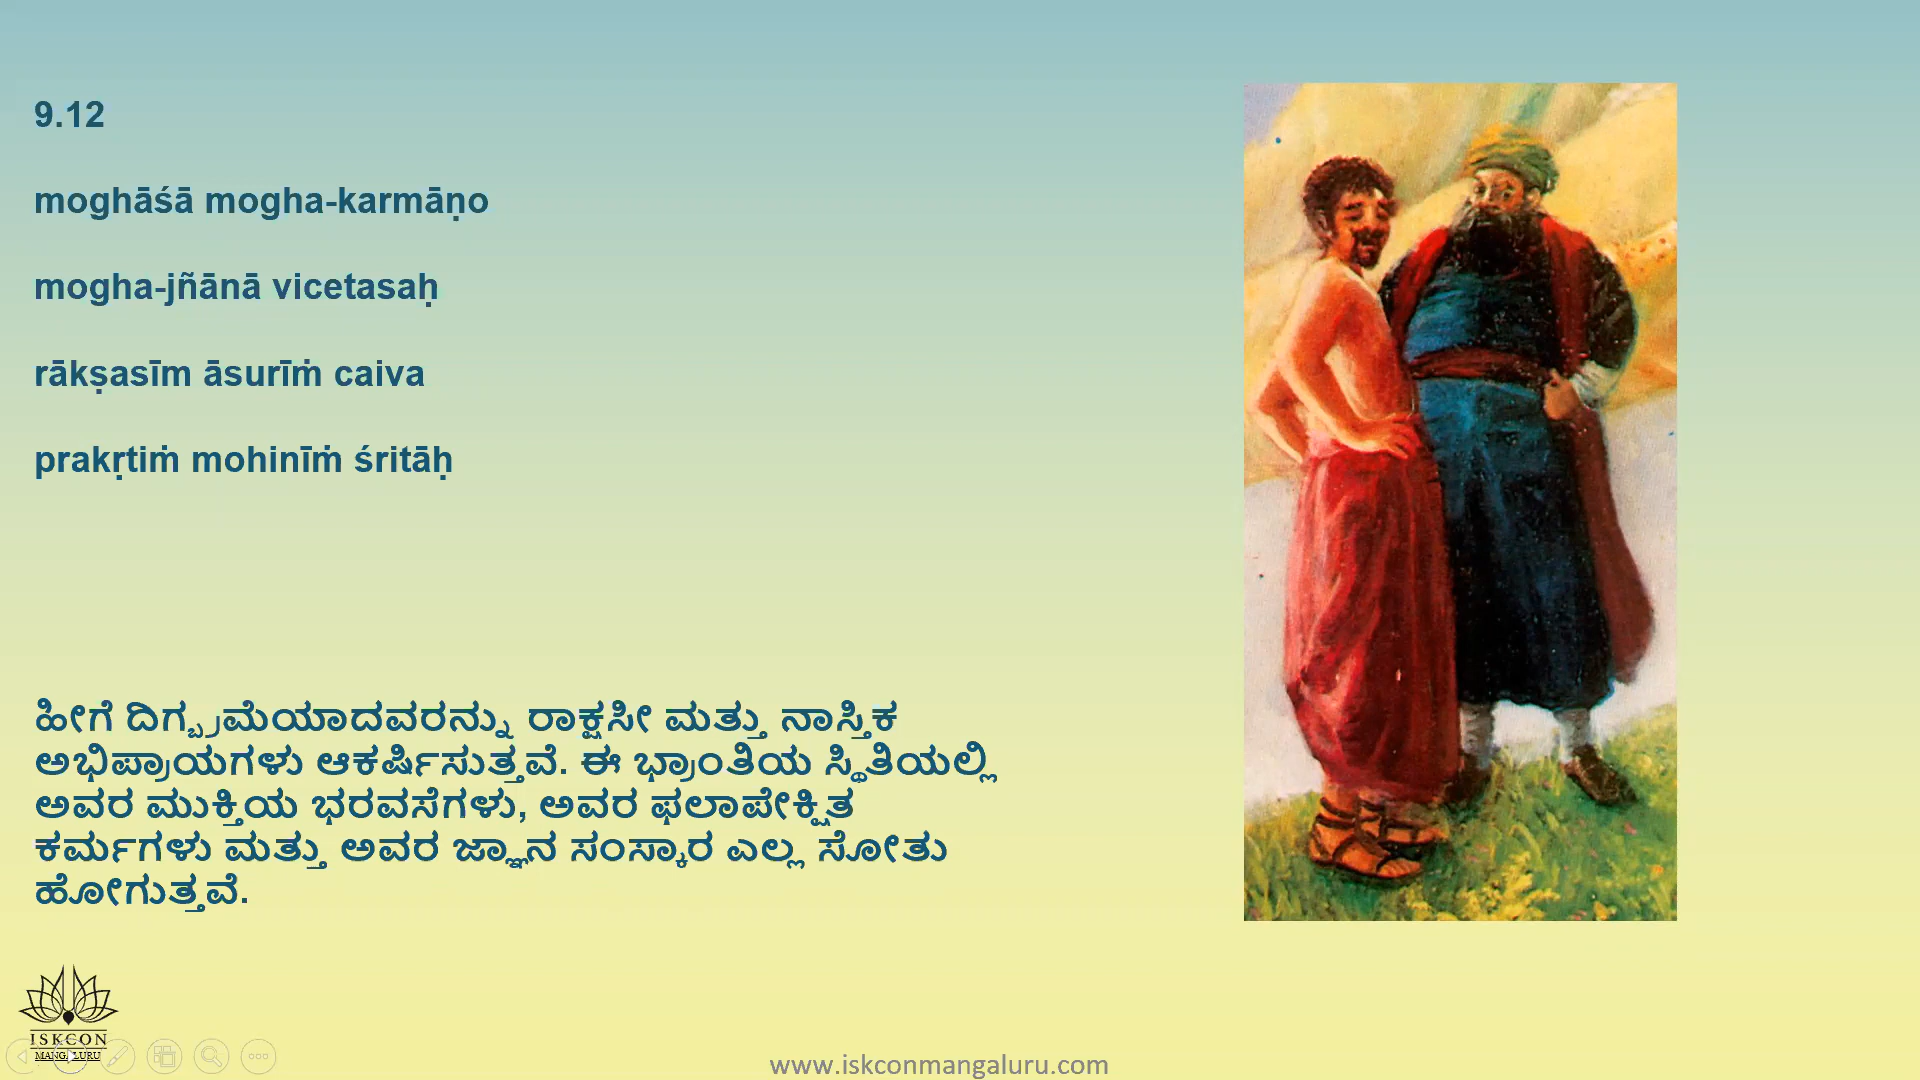 9.12
moghāśā mogha-karmāṇo
mogha-jñānā vicetasaḥ
rākṣasīm āsurīṁ caiva
prakṛtiṁ mohinīṁ śritāḥ
ಹೀಗೆ ದಿಗ್ಬ್ರಮೆಯಾದವರನ್ನು ರಾಕ್ಷಸೀ ಮತ್ತು ನಾಸ್ತಿಕ
ಅಭಿಪ್ರಾಯಗಳು ಆಕರ್ಷಿಸುತ್ತವೆ. ಈ ಭ್ರಾಂತಿಯ ಸ್ಥಿತಿಯಲ್ಲಿ
ಅವರ ಮುಕ್ತಿಯ ಭರವಸೆಗಳು, ಅವರ ಫಲಾಪೇಕ್ಷಿತ
ಕರ್ಮಗಳು ಮತ್ತು ಅವರ ಜ್ಞಾನ ಸಂಸ್ಕಾರ ಎಲ್ಲ ಸೋತು
ಹೋಗುತ್ತವೆ.
ISKCON
MANGALURU
www.iskconmangaluru.com